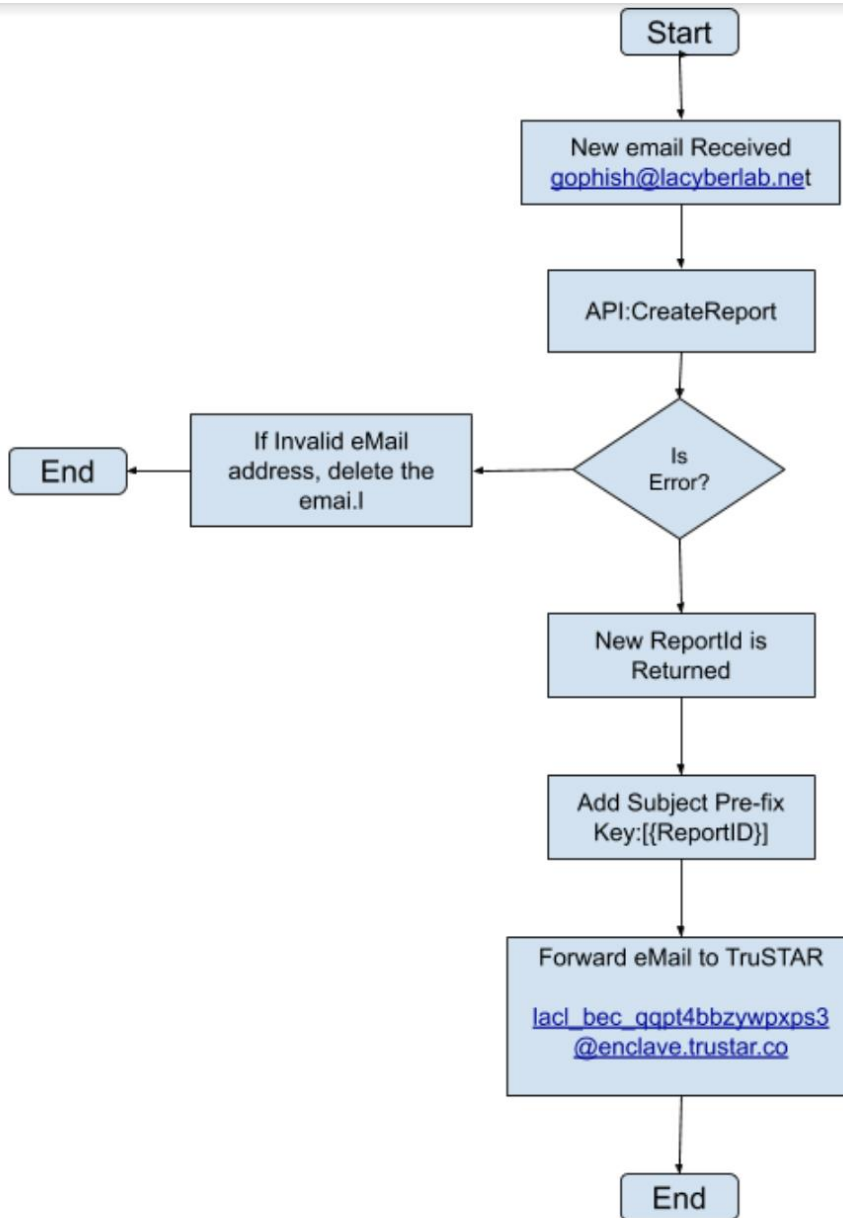 Start
New email Received
gophish@lacyberlab.net
API:CreateReport
Is
Error?
If Invalid eMail
address, delete the
emai.l
End
New ReportId is
Returned
Add Subject Pre-fix
Key:[{ReportID}]
Forward eMail to TruSTAR
lacl_bec_qqpt4bbzywpxps3
@enclave.trustar.co
End